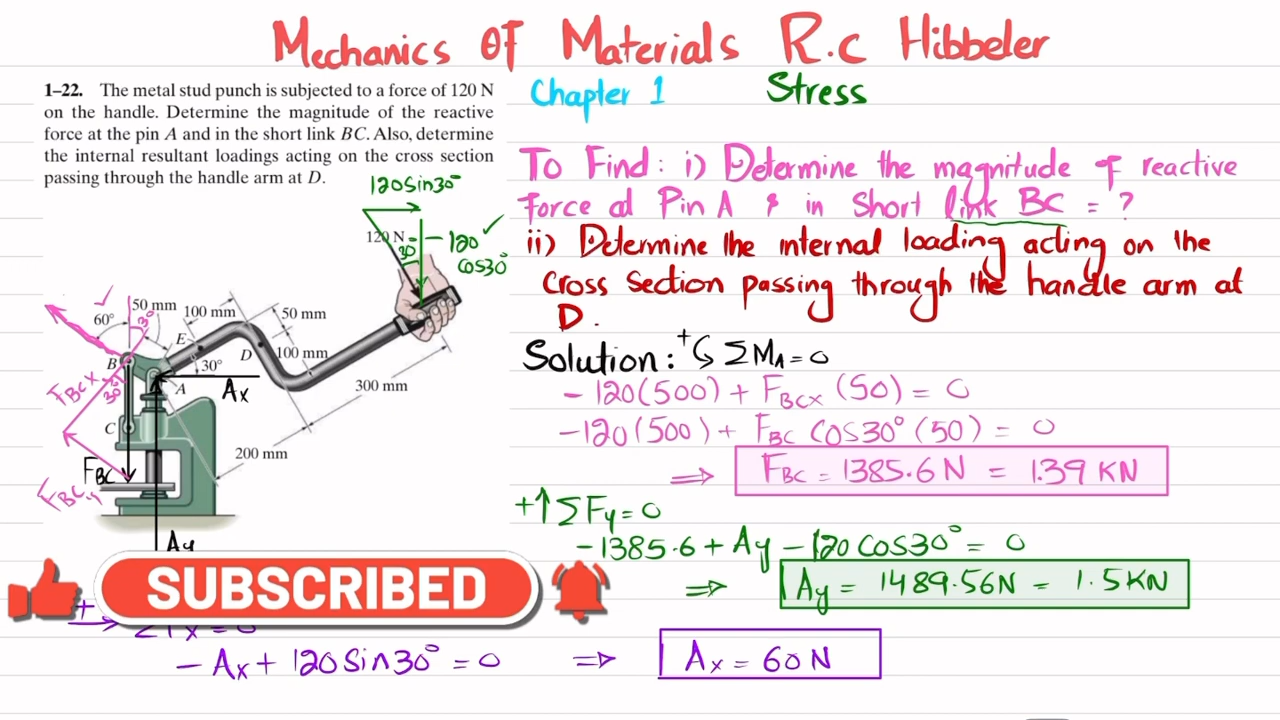 Mechanics Of Materials R.C Hibbeler
1–22. The metal stud punch is subjected to a force of 120 N
on the handle. Determine the magnitude of the reactive
force at the pin A and in the short link BC. Also, determine
the internal resultant loadings acting on the cross section
passing through the handle arm at D.
Chapter 1
Stress
To Find: i) Determine the magnitude of reactive
force at Pin A & in Short link BC = ?
ii) Determine the internal loading acting on the
Cross Section passing through the handle arm at
D.
120sin30°
120 N
30°
120
cos30°
50 mm
60°
30°
100 mm
50 mm
E
B
D
30°
100 mm
A
Ax
FBCx
30°
300 mm
C
200 mm
FBC
FBCy
Ay
Solution: +↺ ΣMA = 0
- 120(500) + FBCx (50) = 0
-120(500) + FBC COS30° (50) = 0
⇒ FBC = 1385.6 N = 1.39 KN
+↑ ΣFy = 0
-1385.6 + Ay - 120COS30° = 0
⇒ Ay = 1489.56N = 1.5KN
SUBSCRIBED
+→ ΣFx = 0
- Ax + 120Sin30° = 0 ⇒ Ax = 60 N